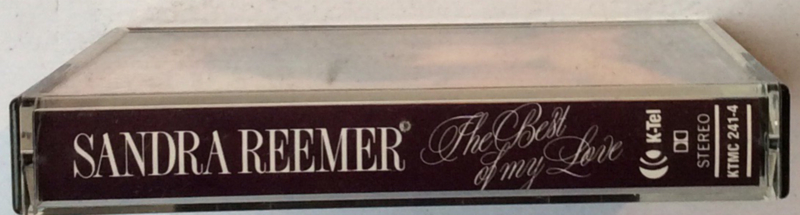 SANDRA REEMER
The Best
of my Love
K-Tel
STEREO
KTMC 241-4